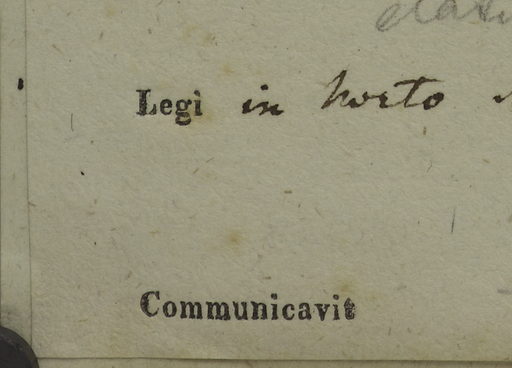 Legi in horto
Communicavit